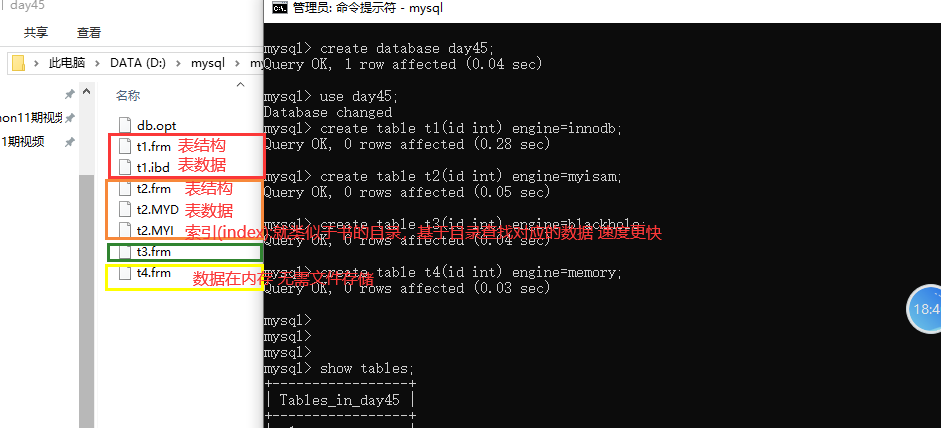 day45
管理员: 命令提示符 - mysql
共享 查看
此电脑 > DATA (D:) > mysql >
名称
hon11期视频
1期视频
db.opt
t1.frm 表结构
t1.ibd 表数据
t2.frm 表结构
t2.MYD 表数据
t2.MYI 索引(index):就类似于书的目录，基于目录查找对应的数据 速度更快
t3.frm
t4.frm 数据在内存 无需文件存储
mysql> create database day45;
Query OK, 1 row affected (0.04 sec)
mysql> use day45;
Database changed
mysql> create table t1(id int) engine=innodb;
Query OK, 0 rows affected (0.28 sec)
mysql> create table t2(id int) engine=myisam;
Query OK, 0 rows affected (0.05 sec)
mysql> create table t3(id int) engine=blackhole;
Query OK, 0 rows affected (0.04 sec)
mysql> create table t4(id int) engine=memory;
Query OK, 0 rows affected (0.03 sec)
mysql>
mysql>
mysql>
mysql> show tables;
+-----------------+
| Tables_in_day45 |
+-----------------+
18:4